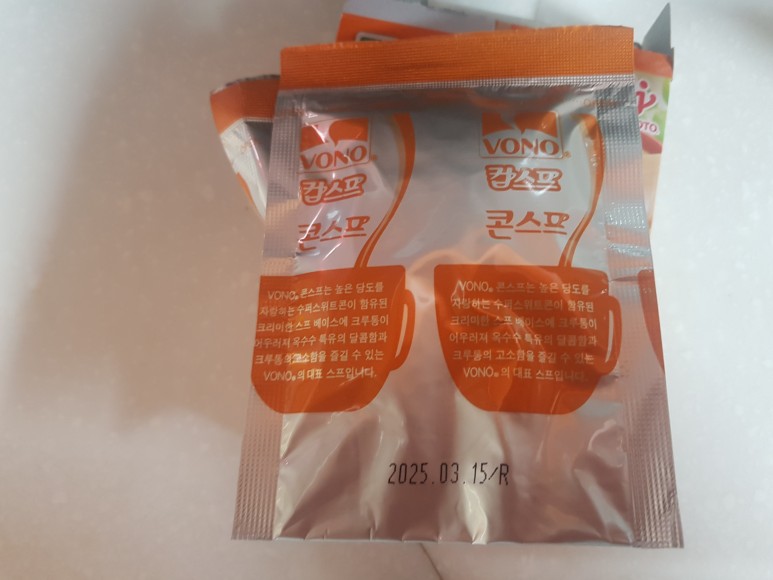 VONO®
컵스프
콘스프
VONO® 콘스프는 높은 당도를
자랑하는 수퍼스위트콘이 함유된
크리미한 스프 베이스에 크루통이
어우러져 옥수수 특유의 달콤함과
크루통의 고소함을 즐길 수 있는
VONO®의 대표 스프입니다.
VONO®
컵스프
콘스프
VONO® 콘스프는 높은 당도를
자랑하는 수퍼스위트콘이 함유된
크리미한 스프 베이스에 크루통이
어우러져 옥수수 특유의 달콤함과
크루통의 고소함을 즐길 수 있는
VONO®의 대표 스프입니다.
2025.03.15/R